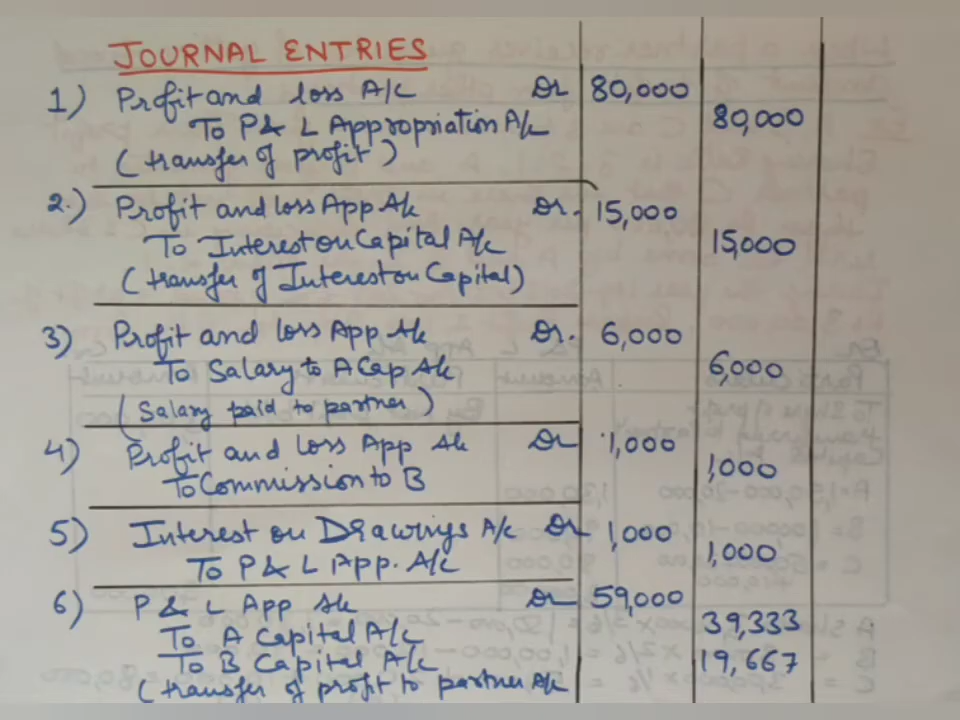 JOURNAL ENTRIES
1) Profit and loss A/c Dr 80,000
To P & L Appropriation A/c 80,000
(transfer of profit)
2.) Profit and loss App A/c Dr. 15,000
To Interest on Capital A/c 15,000
(transfer of Interest on Capital)
3) Profit and loss App A/c Dr. 6,000
To Salary to A Cap A/c 6,000
(Salary paid to partner)
4) Profit and loss App A/c Dr 1,000
To Commission to B 1,000
5) Interest on Drawings A/c Dr 1,000
To P & L App. A/c 1,000
6) P & L App A/c Dr 59,000
To A Capital A/c 39,333
To B Capital A/c 19,667
(transfer of profit to partner A/c